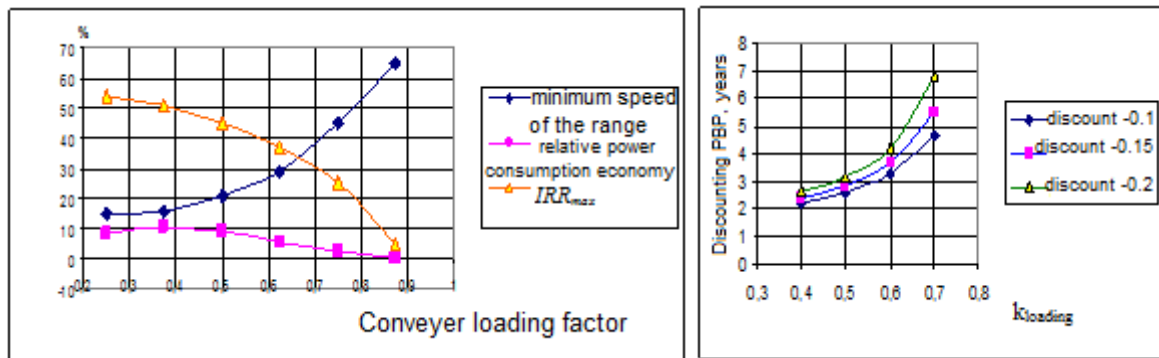 %
70
60
50
40
30
20
10
0
-10
0,2 0,3 0,4 0,5 0,6 0,7 0,8 0,9 1
Conveyer loading factor
minimum speed
of the range
relative power
consumption economy
IRRmax
Discounting PBP, years
8
7
6
5
4
3
2
1
0
0,3 0,4 0,5 0,6 0,7 0,8
kloading
discount -0.1
discount -0.15
discount -0.2